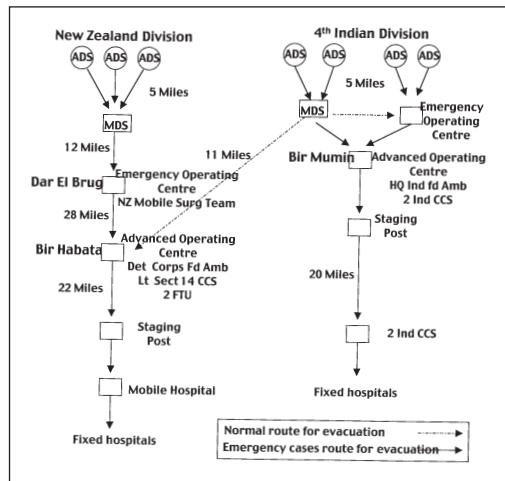 New Zealand Division
ADS
ADS
ADS
5 Miles
MDS
12 Miles
Dar El Brug
Emergency Operating
Centre
NZ Mobile Surg Team
28 Miles
Bir Habata
Advanced Operating
Centre
Det Corps Fd Amb
Lt Sect 14 CCS
2 FTU
22 Miles
Staging
Post
Mobile Hospital
Fixed hospitals
11 Miles
4th Indian Division
ADS
ADS
ADS
ADS
5 Miles
MDS
Emergency
Operating
Centre
Bir Mumin
Advanced Operating
Centre
HQ Ind fd Amb
2 Ind CCS
Staging
Post
20 Miles
2 Ind CCS
Fixed hospitals
Normal route for evacuation
Emergency cases route for evacuation